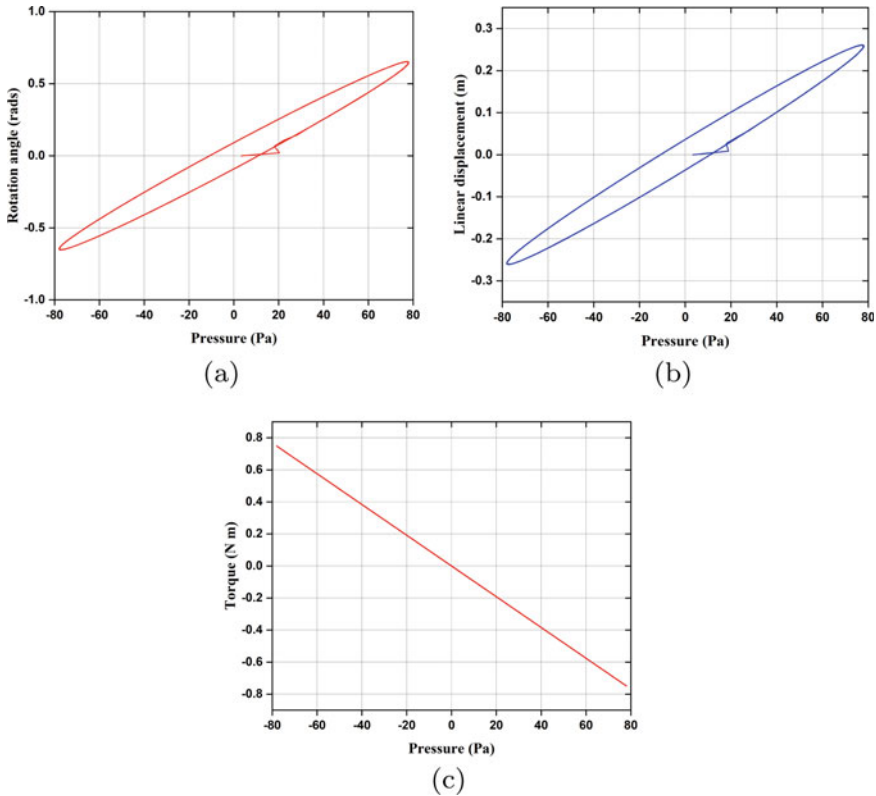 1.0
0.5
0.0
-0.5
-1.0
Rotation angle (rads)
-80 -60 -40 -20 0 20 40 60 80
Pressure (Pa)
(a)
0.3
0.2
0.1
0.0
-0.1
-0.2
-0.3
Linear displacement (m)
-80 -60 -40 -20 0 20 40 60 80
Pressure (Pa)
(b)
0.8
0.6
0.4
0.2
0.0
-0.2
-0.4
-0.6
-0.8
Torque (N m)
-80 -60 -40 -20 0 20 40 60 80
Pressure (Pa)
(c)